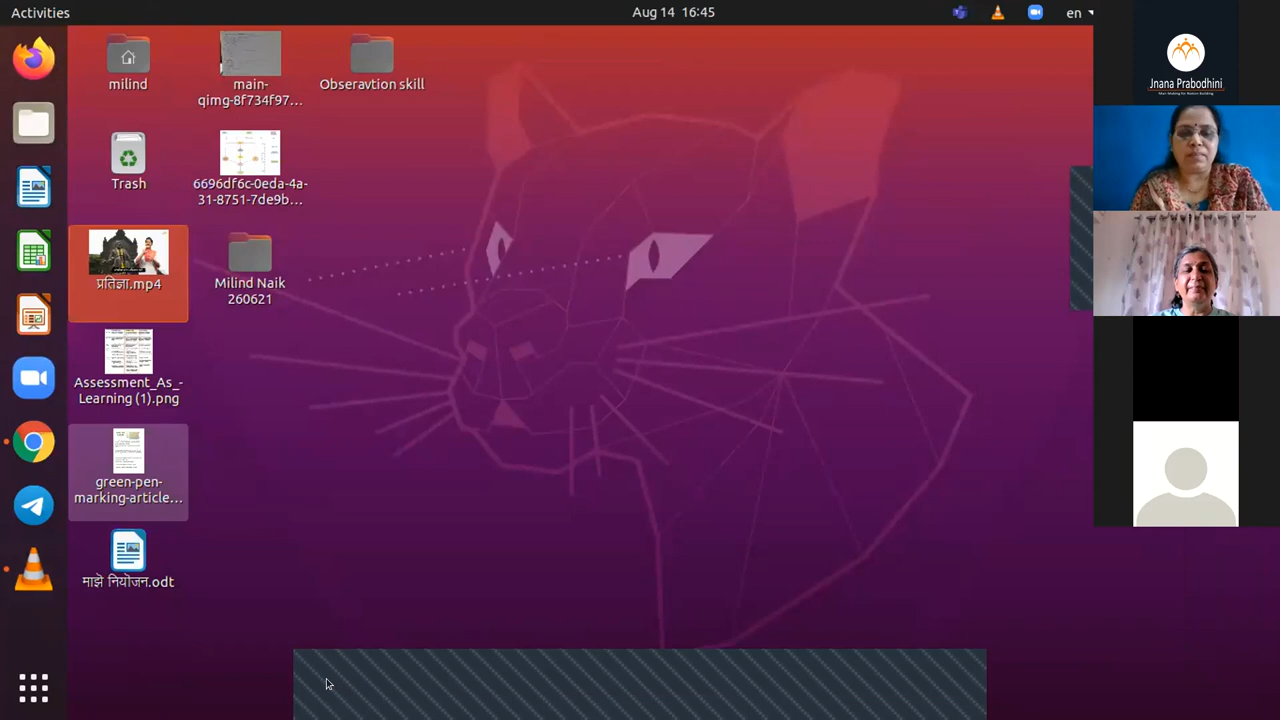 Activities
Aug 14 16:45
en
milind
main-
qimg-8f734f97...
Obseravtion skill
Trash
6696df6c-0eda-4a-
31-8751-7de9b...
प्रतिज्ञा.mp4
Milind Naik
260621
Assessment_As_-
Learning (1).png
green-pen-
marking-article...
माझे नियोजन.odt
Jnana Prabodhini